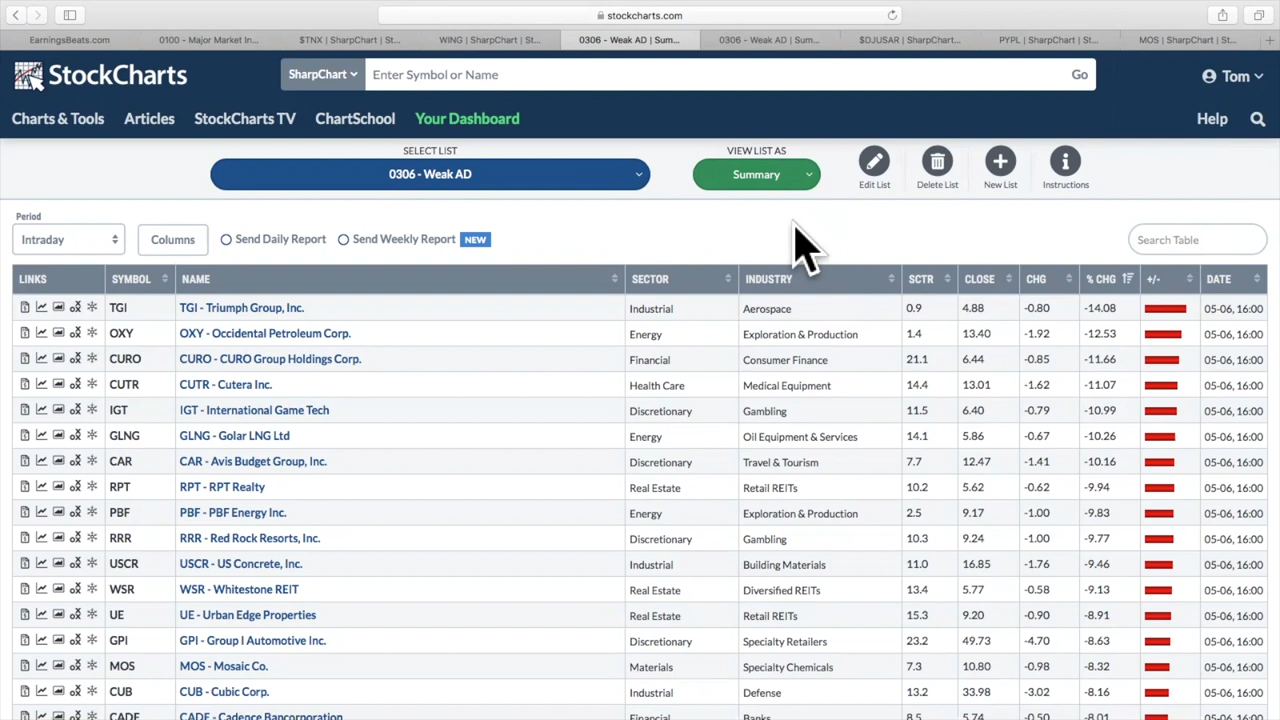 stockcharts.com
EarningsBeats.com 0100 - Major Market In... $TNX | SharpChart | St... WING | SharpChart | St... 0306 - Weak AD | Sum... 0306 - Weak AD | Sum... $DJUSAR | SharpChart... PYPL | SharpChart | St... MOS | SharpChart | St...
StockCharts SharpChart Enter Symbol or Name Go Tom
Charts & Tools Articles StockCharts TV ChartSchool Your Dashboard Help
SELECT LIST VIEW LIST AS
0306 - Weak AD Summary
Edit List Delete List New List Instructions
Period
Intraday Columns Send Daily Report Send Weekly Report NEW Search Table
LINKS SYMBOL NAME SECTOR INDUSTRY SCTR CLOSE CHG % CHG +/- DATE
TGI TGI - Triumph Group, Inc. Industrial Aerospace 0.9 4.88 -0.80 -14.08 05-06, 16:00
OXY OXY - Occidental Petroleum Corp. Energy Exploration & Production 1.4 13.40 -1.92 -12.53 05-06, 16:00
CURO CURO - CURO Group Holdings Corp. Financial Consumer Finance 21.1 6.44 -0.85 -11.66 05-06, 16:00
CUTR CUTR - Cutera Inc. Health Care Medical Equipment 14.4 13.01 -1.62 -11.07 05-06, 16:00
IGT IGT - International Game Tech Discretionary Gambling 11.5 6.40 -0.79 -10.99 05-06, 16:00
GLNG GLNG - Golar LNG Ltd Energy Oil Equipment & Services 14.1 5.86 -0.67 -10.26 05-06, 16:00
CAR CAR - Avis Budget Group, Inc. Discretionary Travel & Tourism 7.7 12.47 -1.41 -10.16 05-06, 16:00
RPT RPT - RPT Realty Real Estate Retail REITs 10.2 5.62 -0.62 -9.94 05-06, 16:00
PBF PBF - PBF Energy Inc. Energy Exploration & Production 2.5 9.17 -1.00 -9.83 05-06, 16:00
RRR RRR - Red Rock Resorts, Inc. Discretionary Gambling 10.3 9.24 -1.00 -9.77 05-06, 16:00
USCR USCR - US Concrete, Inc. Industrial Building Materials 11.0 16.85 -1.76 -9.46 05-06, 16:00
WSR WSR - Whitestone REIT Real Estate Diversified REITs 13.4 5.77 -0.58 -9.13 05-06, 16:00
UE UE - Urban Edge Properties Real Estate Retail REITs 15.3 9.20 -0.90 -8.91 05-06, 16:00
GPI GPI - Group I Automotive Inc. Discretionary Specialty Retailers 23.2 49.73 -4.70 -8.63 05-06, 16:00
MOS MOS - Mosaic Co. Materials Specialty Chemicals 7.3 10.80 -0.98 -8.32 05-06, 16:00
CUB CUB - Cubic Corp. Industrial Defense 13.2 33.98 -3.02 -8.16 05-06, 16:00
CADE CADE - Cadence Bancorporation Financial Banks 8.5 5.74 -0.50 -8.01 05-06, 16:00